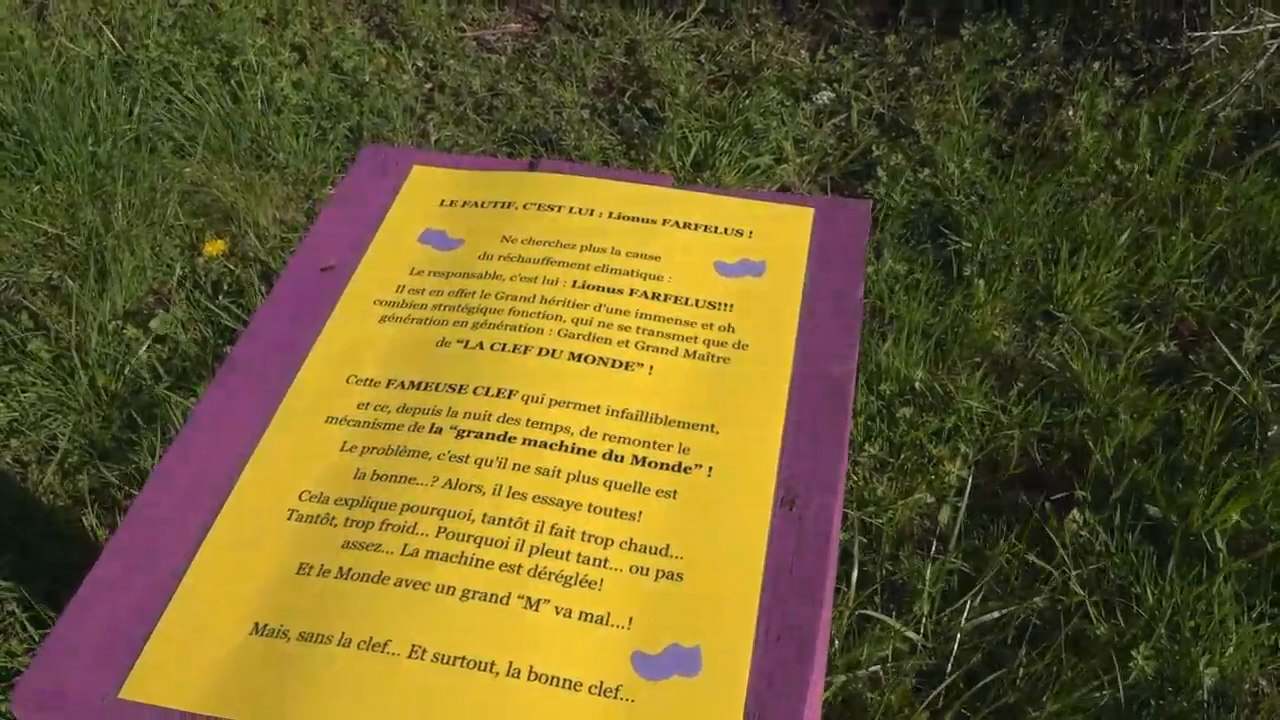 LE FAUTIF, C'EST LUI : Lionus FARFELUS !
Ne cherchez plus la cause
du réchauffement climatique :
Le responsable, c'est lui : Lionus FARFELUS!!!
Il est en effet le Grand héritier d'une immense et oh
combien stratégique fonction, qui ne se transmet que de
génération en génération : Gardien et Grand Maître
de “LA CLEF DU MONDE” !
Cette FAMEUSE CLEF qui permet infailliblement,
et ce, depuis la nuit des temps, de remonter le
mécanisme de la “grande machine du Monde” !
Le problème, c'est qu'il ne sait plus quelle est
la bonne...? Alors, il les essaye toutes!
Cela explique pourquoi, tantôt il fait trop chaud...
Tantôt, trop froid... Pourquoi il pleut tant... ou pas
assez... La machine est déréglée!
Et le Monde avec un grand “M” va mal...!
Mais, sans la clef... Et surtout, la bonne clef...